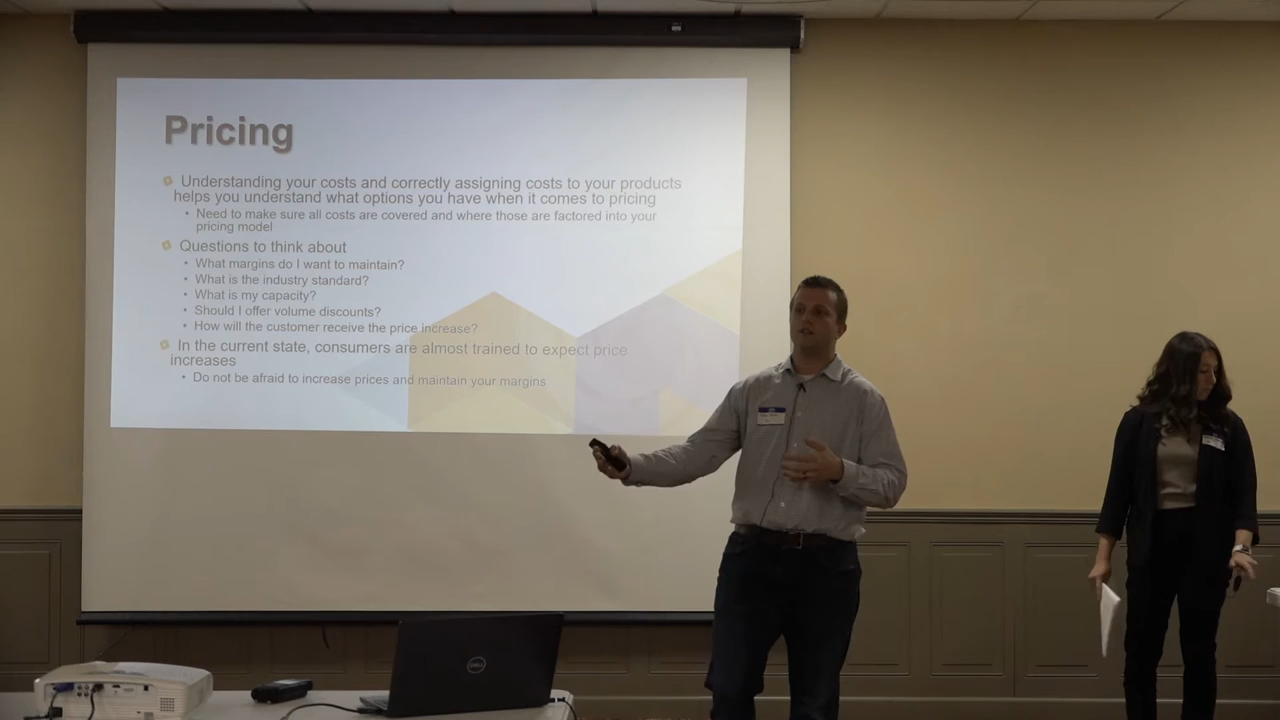 Pricing
Understanding your costs and correctly assigning costs to your products
helps you understand what options you have when it comes to pricing
• Need to make sure all costs are covered and where those are factored into your
pricing model
Questions to think about
• What margins do I want to maintain?
• What is the industry standard?
• What is my capacity?
• Should I offer volume discounts?
• How will the customer receive the price increase?
In the current state, consumers are almost trained to expect price
increases
• Do not be afraid to increase prices and maintain your margins
DELL